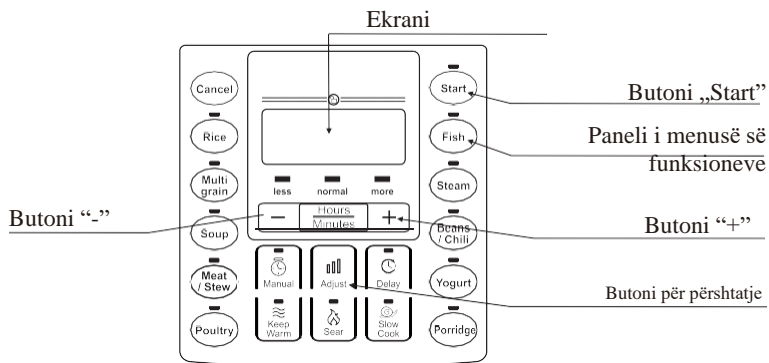 Ekrani
Cancel
Start
Butoni „Start”
Rice
Fish
Paneli i menusë së
funksioneve
Multi
grain
less normal more
Steam
Butoni “-”
Hours
Minutes
Butoni “+”
Soup
Beans
/ Chili
Meat
/ Stew
Manual
Adjust
Delay
Yogurt
Butoni për përshtatje
Poultry
Keep
Warm
Sear
Slow
Cook
Porridge